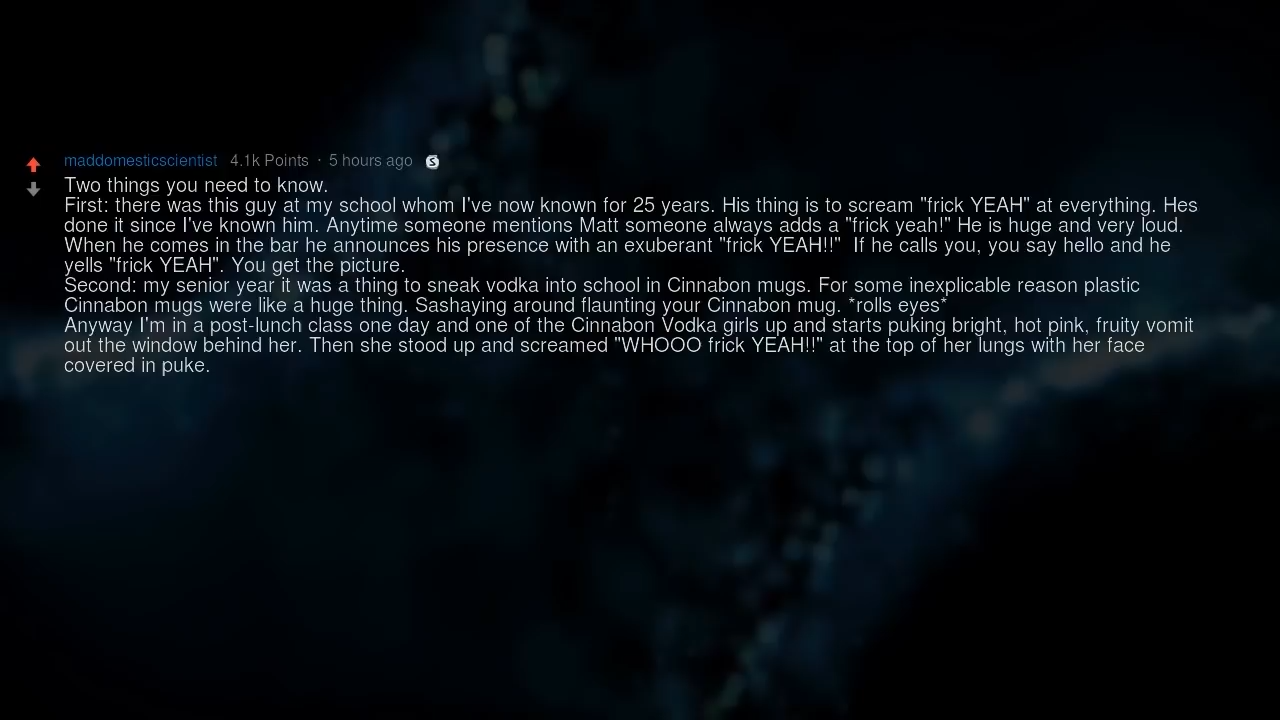 maddomesticscientist 4.1k Points · 5 hours ago
Two things you need to know.
First: there was this guy at my school whom I've now known for 25 years. His thing is to scream "frick YEAH" at everything. Hes
done it since I've known him. Anytime someone mentions Matt someone always adds a "frick yeah!" He is huge and very loud.
When he comes in the bar he announces his presence with an exuberant "frick YEAH!!"  If he calls you, you say hello and he
yells "frick YEAH". You get the picture.
Second: my senior year it was a thing to sneak vodka into school in Cinnabon mugs. For some inexplicable reason plastic
Cinnabon mugs were like a huge thing. Sashaying around flaunting your Cinnabon mug. *rolls eyes*
Anyway I'm in a post-lunch class one day and one of the Cinnabon Vodka girls up and starts puking bright, hot pink, fruity vomit
out the window behind her. Then she stood up and screamed "WHOOO frick YEAH!!" at the top of her lungs with her face
covered in puke.